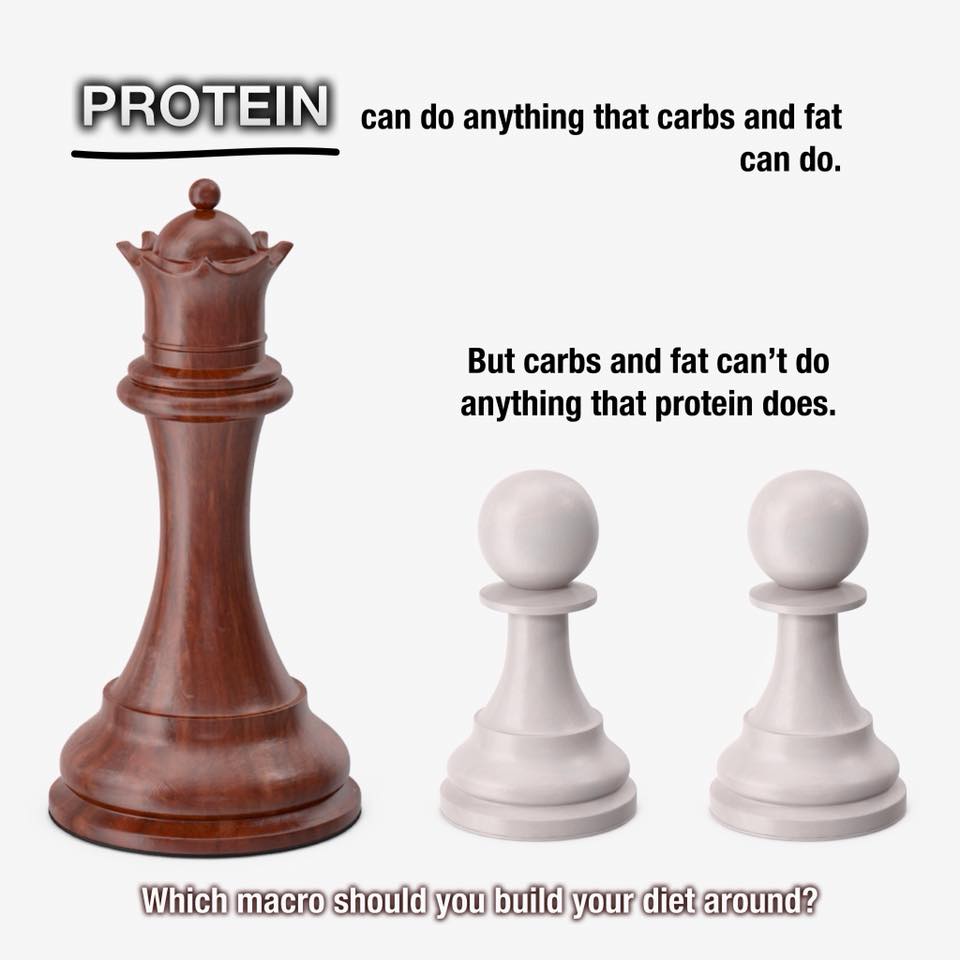 PROTEIN can do anything that carbs and fat
can do.
But carbs and fat can’t do
anything that protein does.
Which macro should you build your diet around?